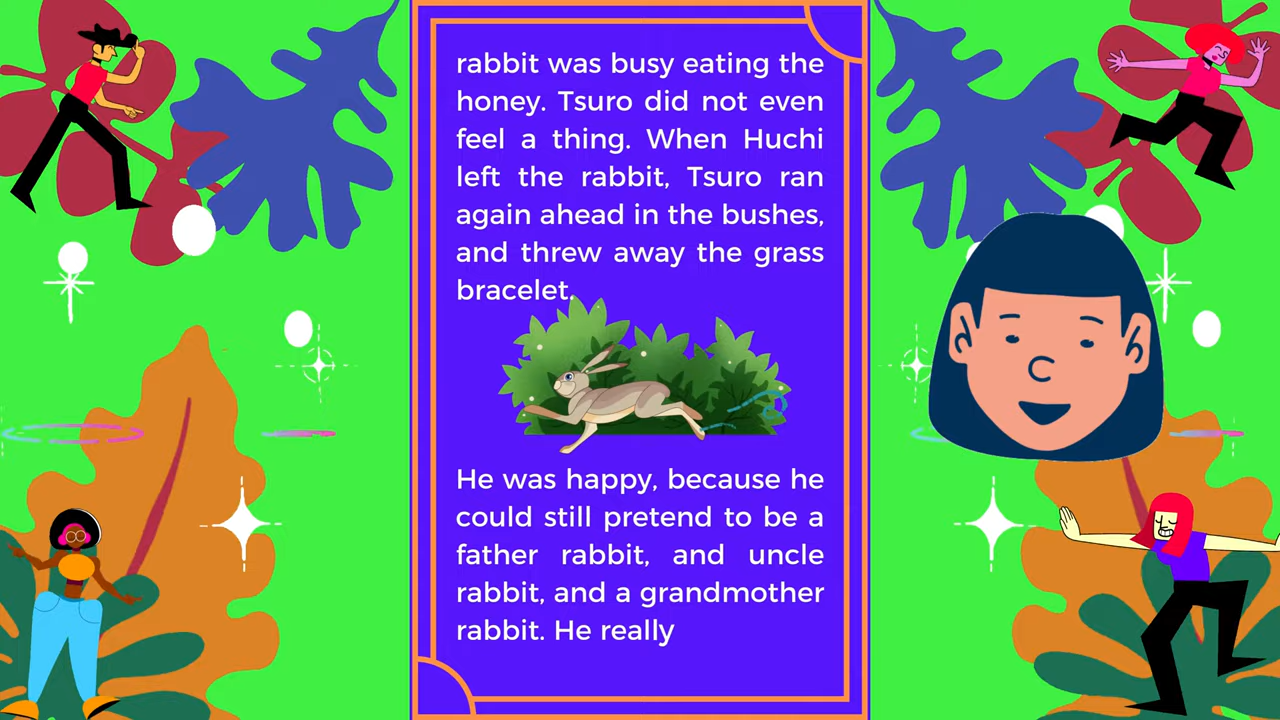 rabbit was busy eating the
honey. Tsuro did not even
feel a thing. When Huchi
left the rabbit, Tsuro ran
again ahead in the bushes,
and threw away the grass
bracelet.
He was happy, because he
could still pretend to be a
father rabbit, and uncle
rabbit, and a grandmother
rabbit. He really